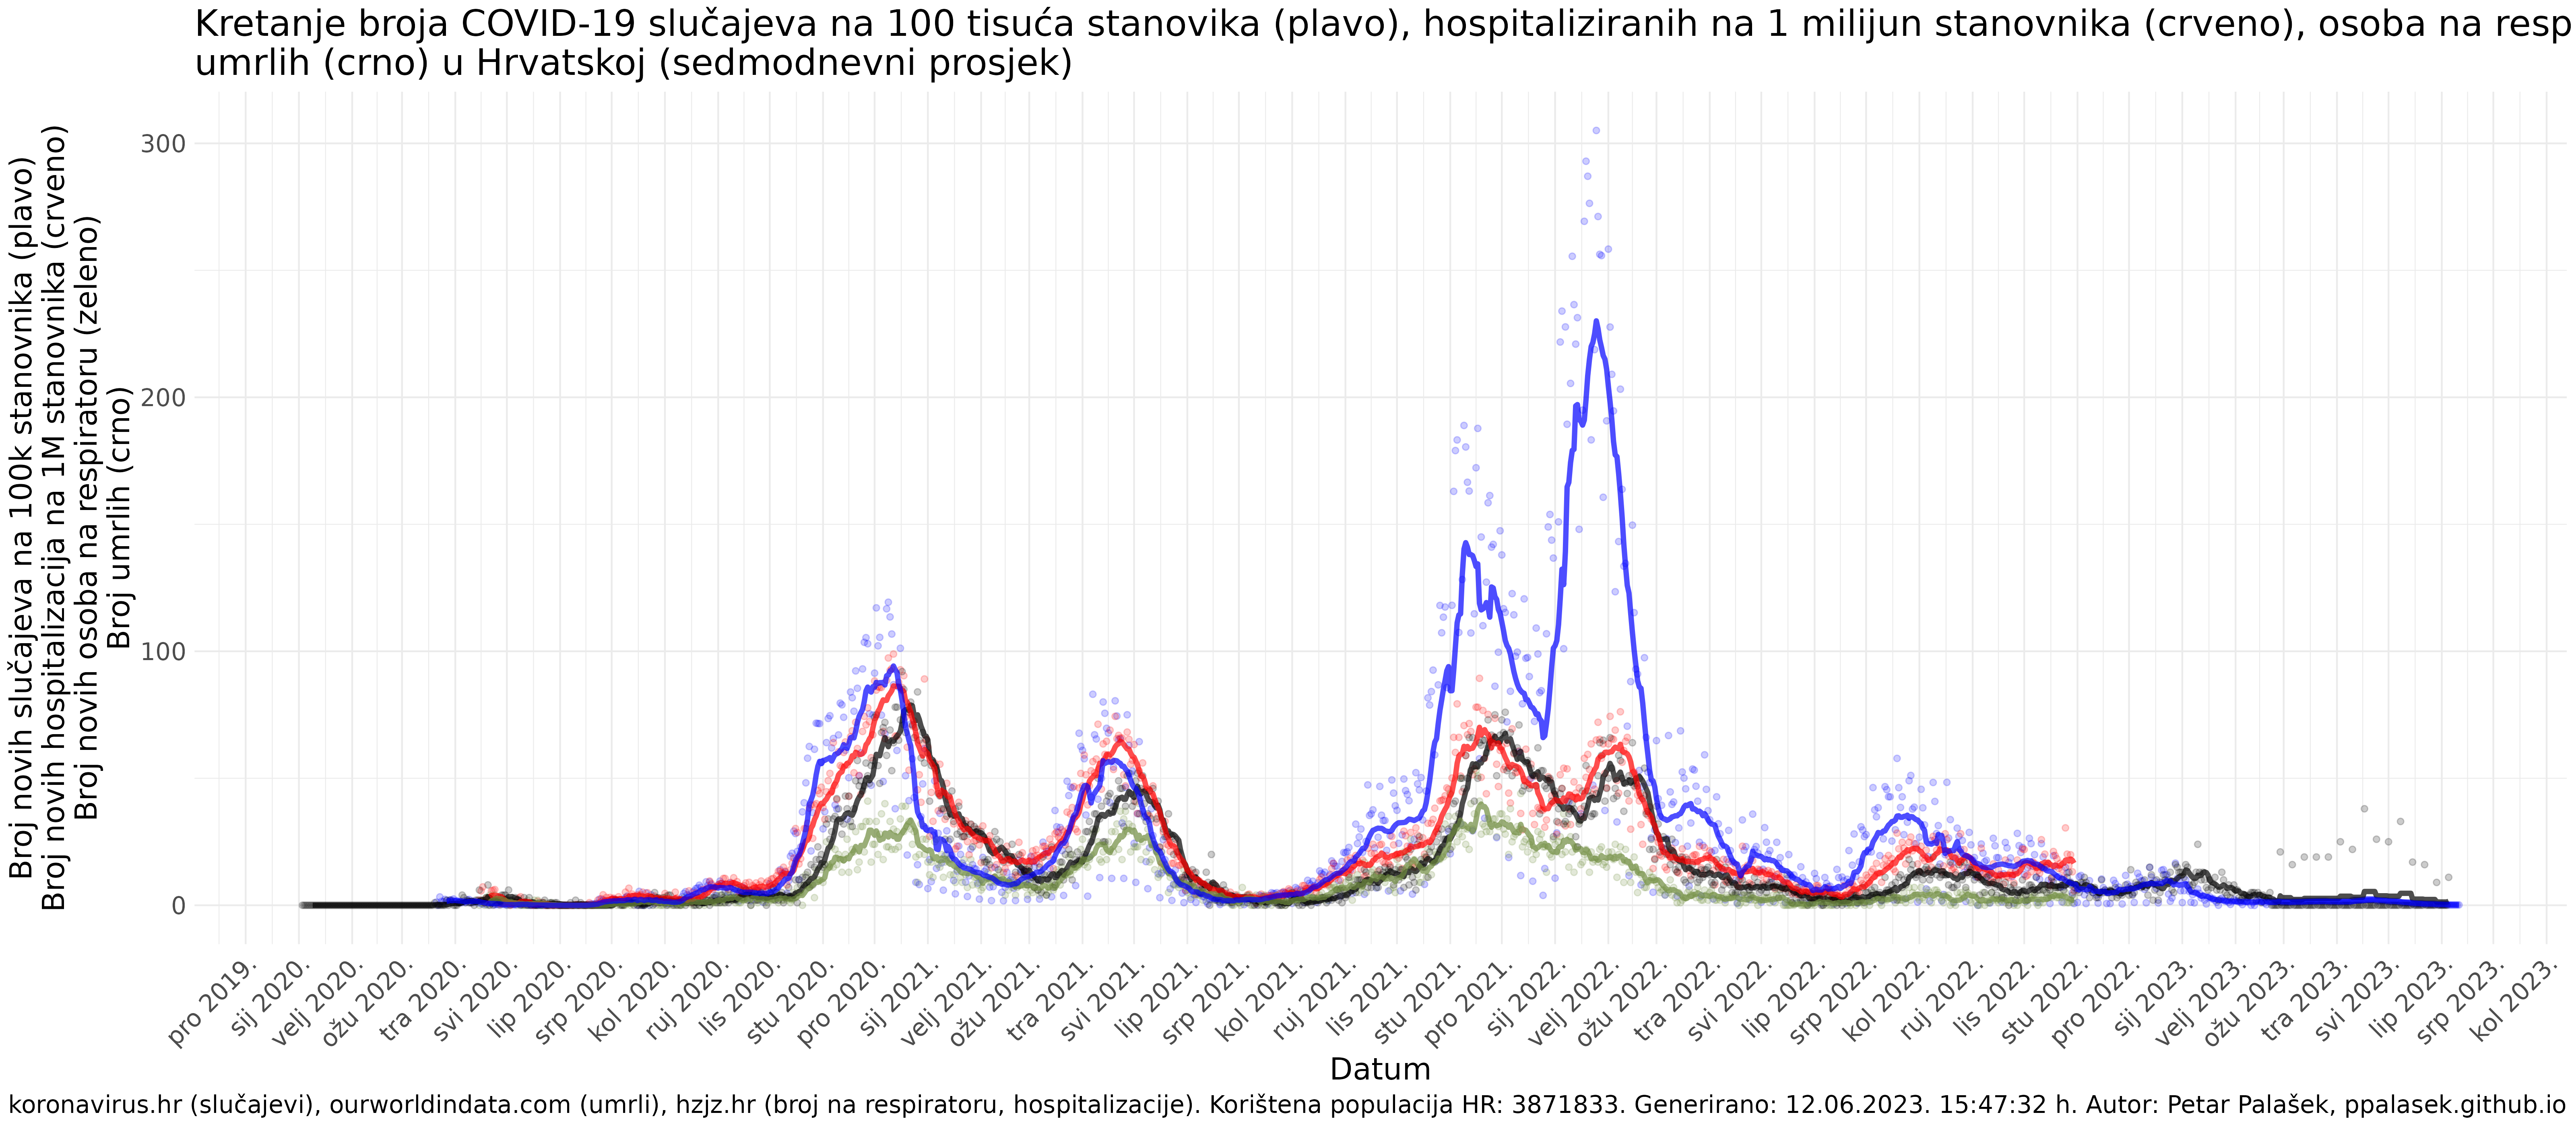 Kretanje broja COVID-19 slučajeva na 100 tisuća stanovika (plavo), hospitaliziranih na 1 milijun stanovnika (crveno), osoba na resp
umrlih (crno) u Hrvatskoj (sedmodnevni prosjek)
Broj novih slučajeva na 100k stanovnika (plavo)
Broj novih hospitalizacija na 1M stanovnika (crveno)
Broj novih osoba na respiratoru (zeleno)
Broj umrlih (crno)
300
200
100
0
pro 2019.
sij 2020.
velj 2020.
ožu 2020.
tra 2020.
svi 2020.
lip 2020.
srp 2020.
kol 2020.
ruj 2020.
lis 2020.
stu 2020.
pro 2020.
sij 2021.
velj 2021.
ožu 2021.
tra 2021.
svi 2021.
lip 2021.
srp 2021.
kol 2021.
ruj 2021.
lis 2021.
stu 2021.
pro 2021.
sij 2022.
velj 2022.
ožu 2022.
tra 2022.
svi 2022.
lip 2022.
srp 2022.
kol 2022.
ruj 2022.
lis 2022.
stu 2022.
pro 2022.
sij 2023.
velj 2023.
ožu 2023.
tra 2023.
svi 2023.
lip 2023.
srp 2023.
kol 2023.
Datum
koronavirus.hr (slučajevi), ourworldindata.com (umrli), hzjz.hr (broj na respiratoru, hospitalizacije). Korištena populacija HR: 3871833. Generirano: 12.06.2023. 15:47:32 h. Autor: Petar Palašek, ppalasek.github.io